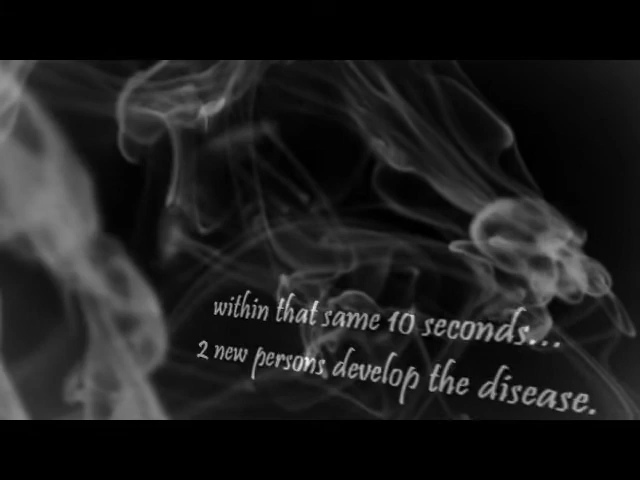 within that same 10 seconds...
2 new persons develop the disease.